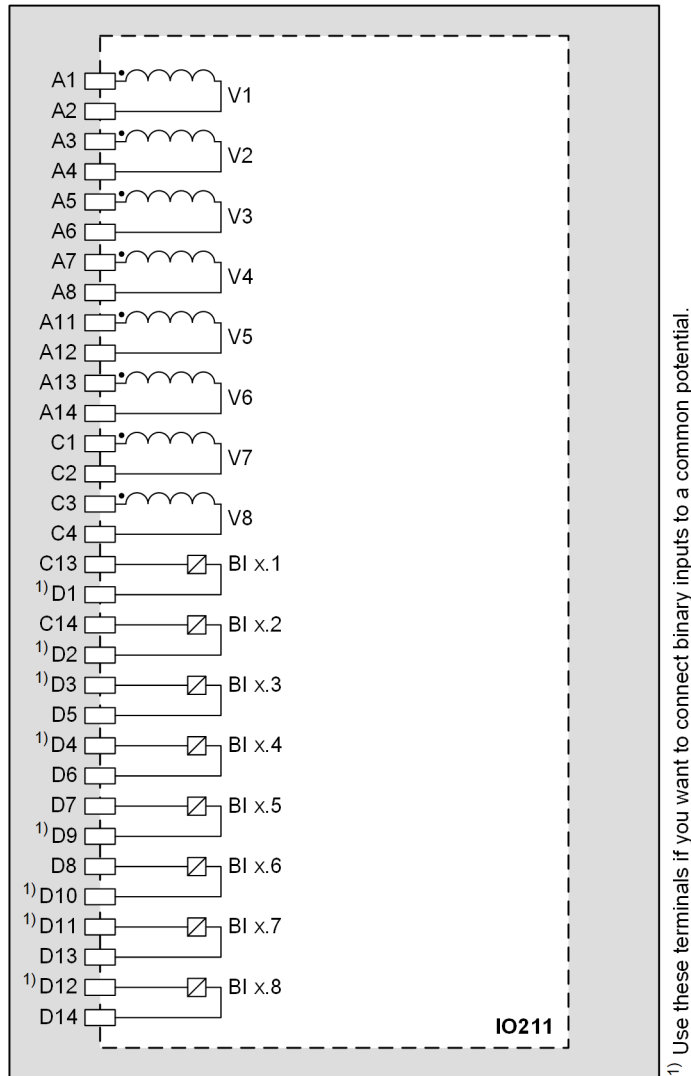 A1
V1
A2
A3
V2
A4
A5
V3
A6
A7
V4
A8
A11
V5
A12
A13
V6
A14
C1
V7
C2
C3
V8
C4
C13 BI x.1
1) D1
C14 BI x.2
1) D2
1) D3 BI x.3
D5
1) D4 BI x.4
D6
D7 BI x.5
1) D9
D8 BI x.6
1) D10
1) D11 BI x.7
D13
1) D12 BI x.8
D14
IO211
1) Use these terminals if you want to connect binary inputs to a common potential.